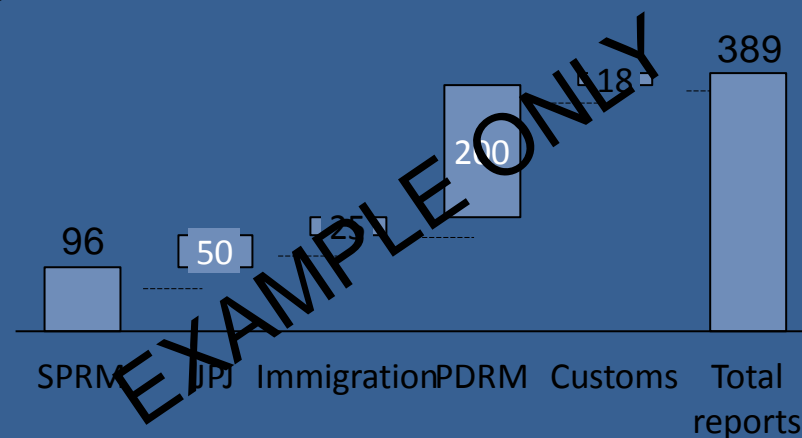 389
18
200
25
96
50
EXAMPLE ONLY
SPRM JPJ Immigration PDRM Customs Total
reports